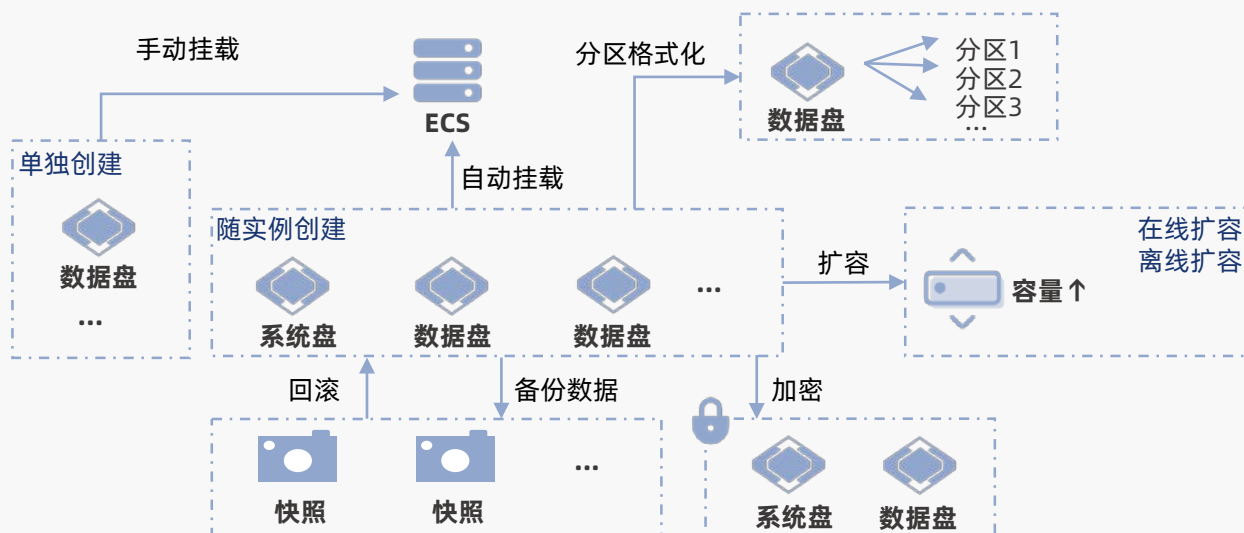 手动挂载
ECS
分区格式化
数据盘
分区1
分区2
分区3
...
单独创建
数据盘
...
自动挂载
随实例创建
系统盘
数据盘
数据盘
...
扩容
在线扩容
离线扩容
容量↑
回滚
备份数据
加密
快照
快照
...
系统盘
数据盘